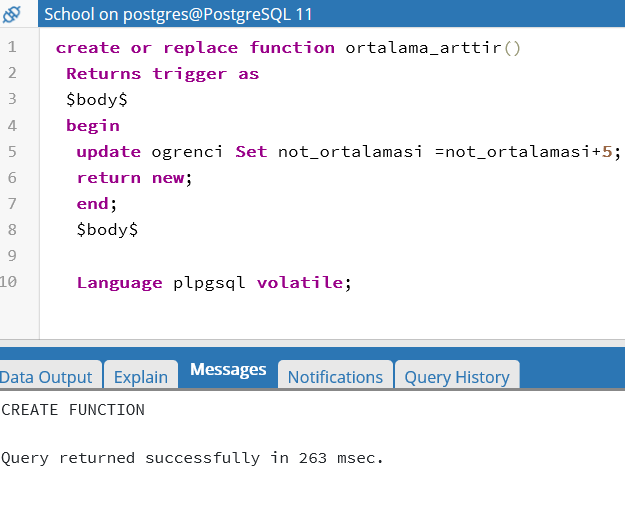 School on postgres@PostgreSQL 11
1 create or replace function ortalama_arttir()
2 Returns trigger as
3 $body$
4 begin
5 update ogrenci Set not_ortalamasi =not_ortalamasi+5;
6 return new;
7 end;
8 $body$
9
10 Language plpgsql volatile;
Data Output Explain Messages Notifications Query History
CREATE FUNCTION
Query returned successfully in 263 msec.